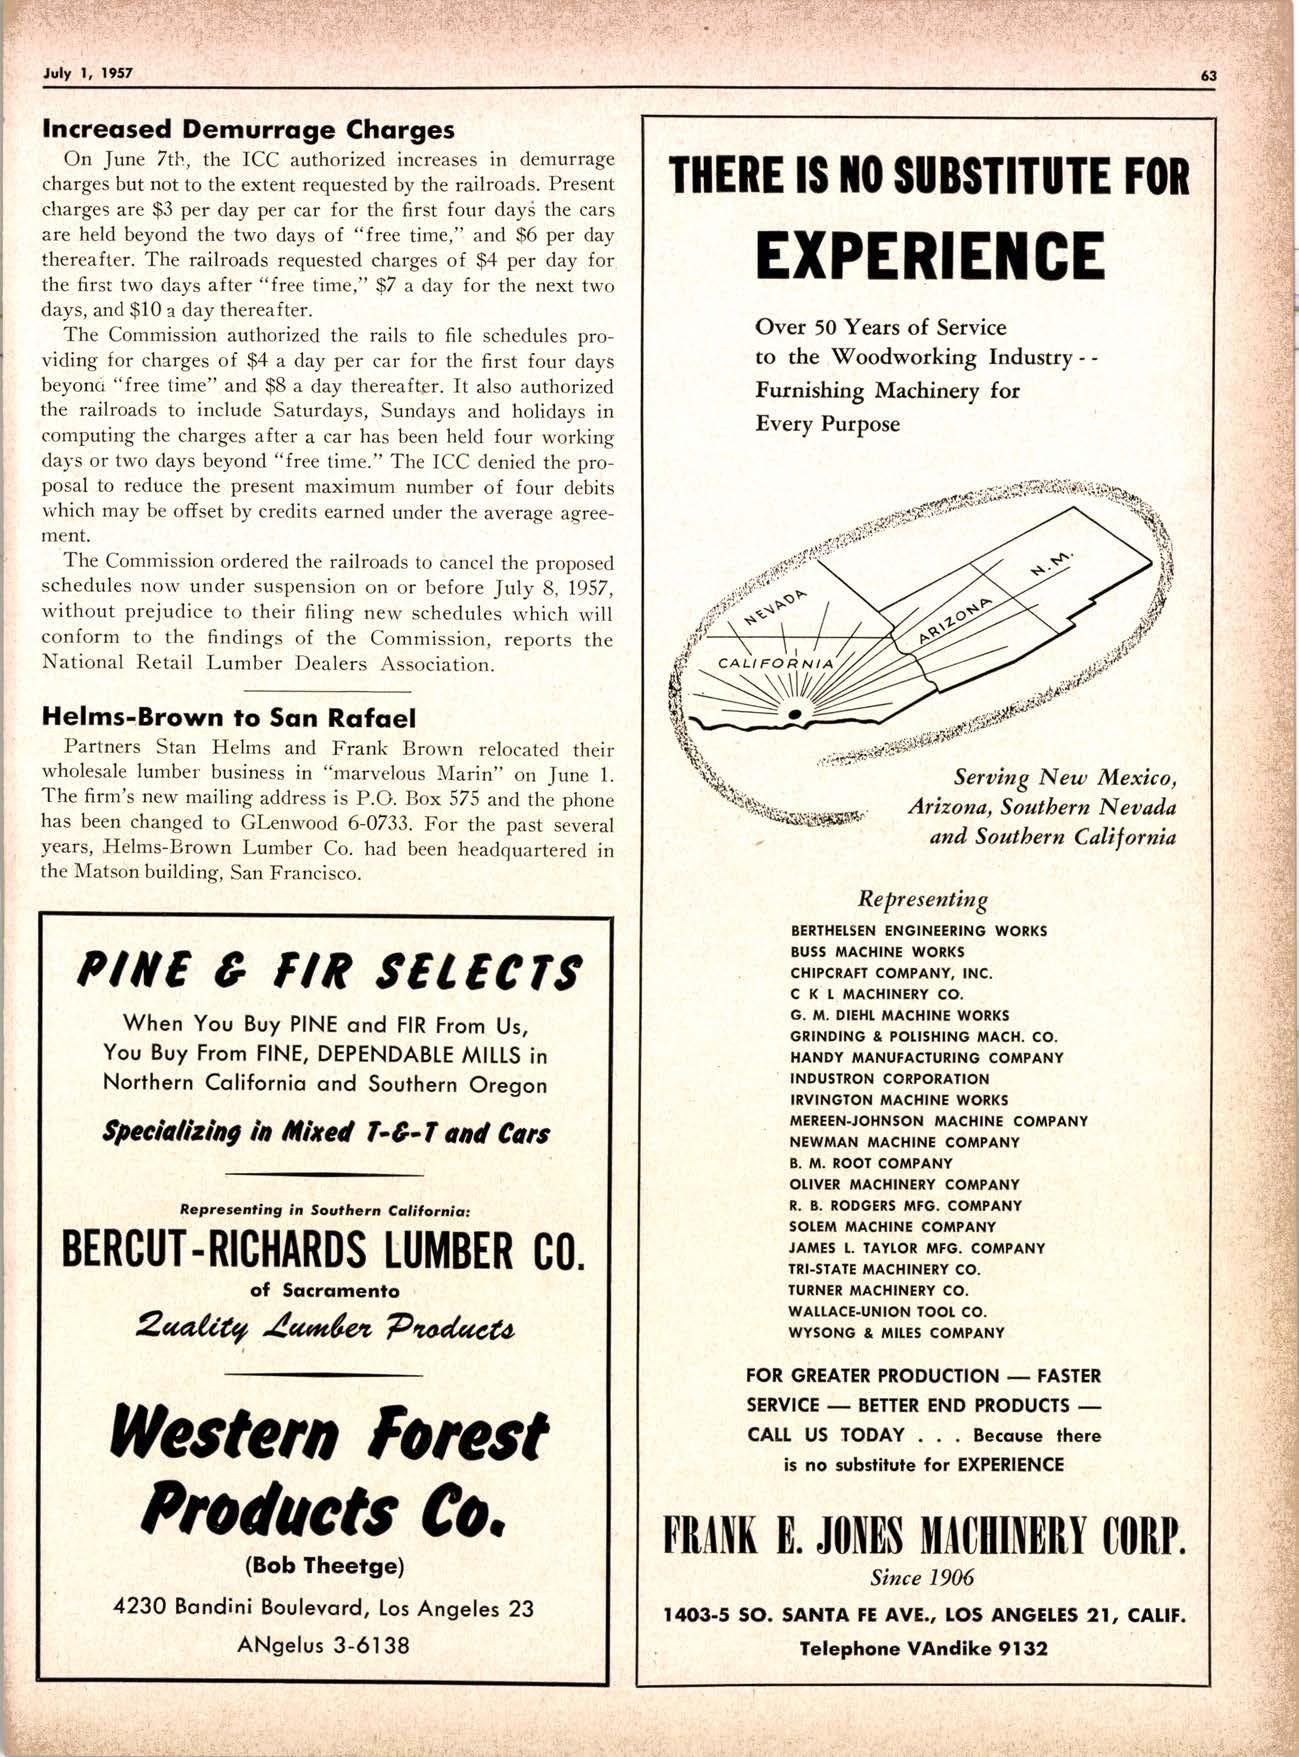 July 1, 1957
63
Increased Demurrage Charges
On June 7th, the ICC authorized increases in demurrage
charges but not to the extent requested by the railroads. Present
charges are $3 per day per car for the first four days the cars
are held beyond the two days of "free time," and $6 per day
thereafter. The railroads requested charges of $4 per day for
the first two days after "free time," $7 a day for the next two
days, and $10 a day thereafter.
The Commission authorized the rails to file schedules pro-
viding for charges of $4 a day per car for the first four days
beyond "free time" and $8 a day thereafter. It also authorized
the railroads to include Saturdays, Sundays and holidays in
computing the charges after a car has been held four working
days or two days beyond "free time." The ICC denied the pro-
posal to reduce the present maximum number of four debits
which may be offset by credits earned under the average agree-
ment.
The Commission ordered the railroads to cancel the proposed
schedules now under suspension on or before July 8, 1957,
without prejudice to their filing new schedules which will
conform to the findings of the Commission, reports the
National Retail Lumber Dealers Association.
Helms-Brown to San Rafael
Partners Stan Helms and Frank Brown relocated their
wholesale lumber business in "marvelous Marin" on June 1.
The firm's new mailing address is P.O. Box 575 and the phone
has been changed to GLenwood 6-0733. For the past several
years, Helms-Brown Lumber Co. had been headquartered in
the Matson building, San Francisco.
PINE & FIR SELECTS
When You Buy PINE and FIR From Us,
You Buy From FINE, DEPENDABLE MILLS in
Northern California and Southern Oregon
Specializing in Mixed T-&-T and Cars
Representing in Southern California:
BERCUT-RICHARDS LUMBER CO.
of Sacramento
Quality Lumber Products
Western Forest
Products Co.
(Bob Theetge)
4230 Bandini Boulevard, Los Angeles 23
ANgelus 3-6138
THERE IS NO SUBSTITUTE FOR
EXPERIENCE
Over 50 Years of Service
to the Woodworking Industry - -
Furnishing Machinery for
Every Purpose
NEVADA
CALIFORNIA
ARIZONA
N.M.
Serving New Mexico,
Arizona, Southern Nevada
and Southern California
Representing
BERTHELSEN ENGINEERING WORKS
BUSS MACHINE WORKS
CHIPCRAFT COMPANY, INC.
C K L MACHINERY CO.
G. M. DIEHL MACHINE WORKS
GRINDING & POLISHING MACH. CO.
HANDY MANUFACTURING COMPANY
INDUSTRON CORPORATION
IRVINGTON MACHINE WORKS
MEREEN-JOHNSON MACHINE COMPANY
NEWMAN MACHINE COMPANY
B. M. ROOT COMPANY
OLIVER MACHINERY COMPANY
R. B. RODGERS MFG. COMPANY
SOLEM MACHINE COMPANY
JAMES L. TAYLOR MFG. COMPANY
TRI-STATE MACHINERY CO.
TURNER MACHINERY CO.
WALLACE-UNION TOOL CO.
WYSONG & MILES COMPANY
FOR GREATER PRODUCTION — FASTER
SERVICE — BETTER END PRODUCTS —
CALL US TODAY . . . Because there
is no substitute for EXPERIENCE
FRANK E. JONES MACHINERY CORP.
Since 1906
1403-5 SO. SANTA FE AVE., LOS ANGELES 21, CALIF.
Telephone VAndike 9132